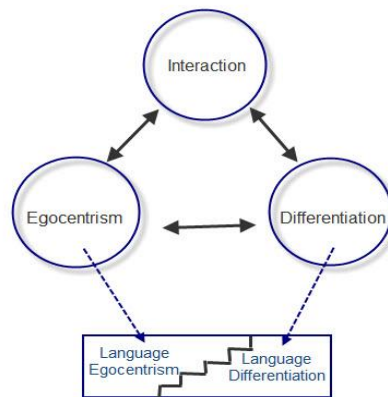 Interaction
Egocentrism
Differentiation
Language
Egocentrism
Language
Differentiation